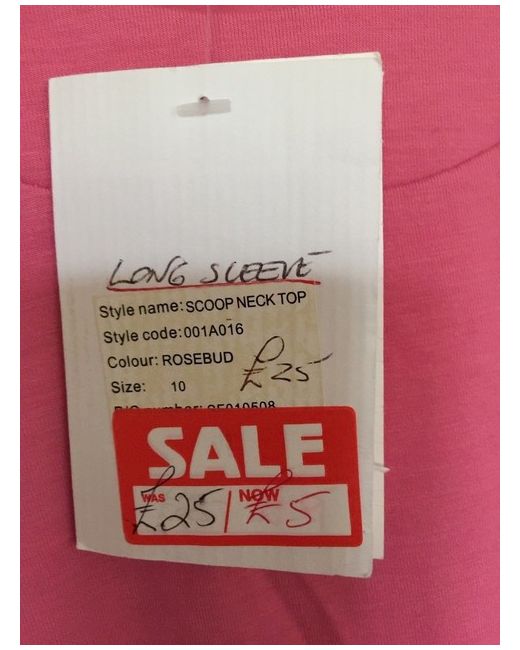 LONG SLEEVE
Style name: SCOOP NECK TOP
Style code: 001A016
Colour: ROSEBUD
Size: 10 £25
SALE
WAS NOW
£25 / £5